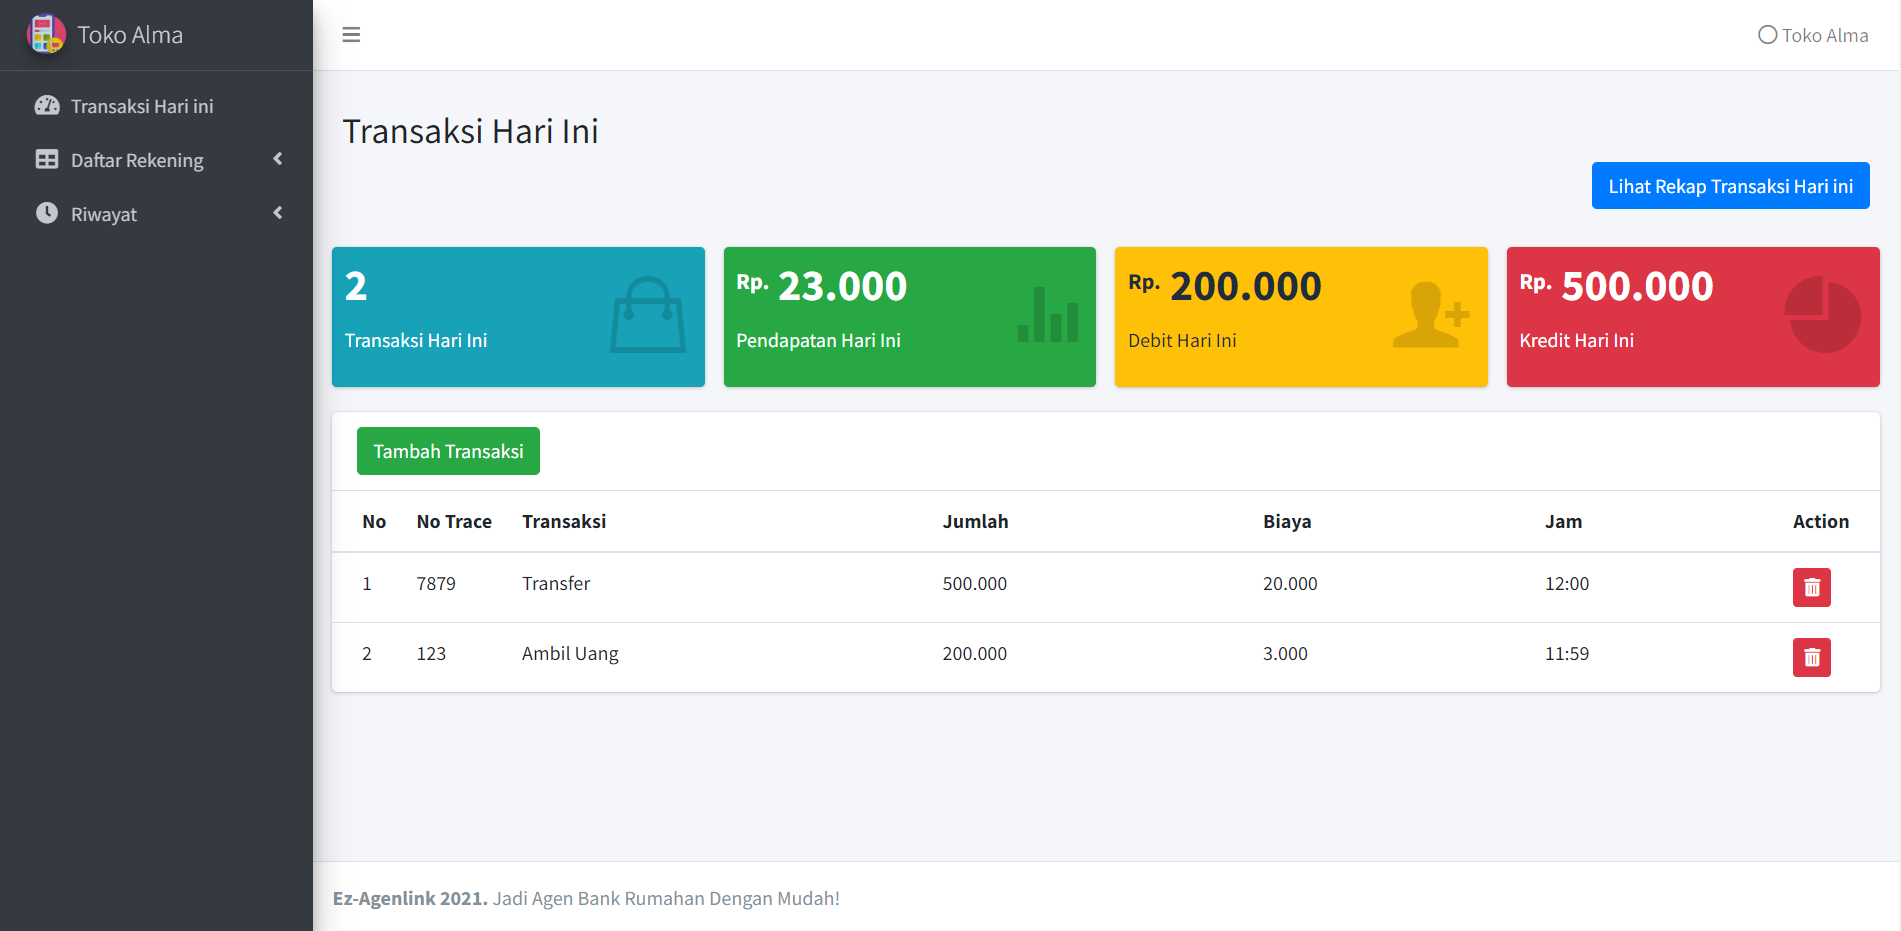 Toko Alma
Toko Alma
Transaksi Hari ini
Daftar Rekening
Riwayat
Transaksi Hari Ini
Lihat Rekap Transaksi Hari ini
2
Transaksi Hari Ini
Rp. 23.000
Pendapatan Hari Ini
Rp. 200.000
Debit Hari Ini
Rp. 500.000
Kredit Hari Ini
Tambah Transaksi
No No Trace Transaksi Jumlah Biaya Jam Action
1 7879 Transfer 500.000 20.000 12:00
2 123 Ambil Uang 200.000 3.000 11:59
Ez-Agenlink 2021. Jadi Agen Bank Rumahan Dengan Mudah!